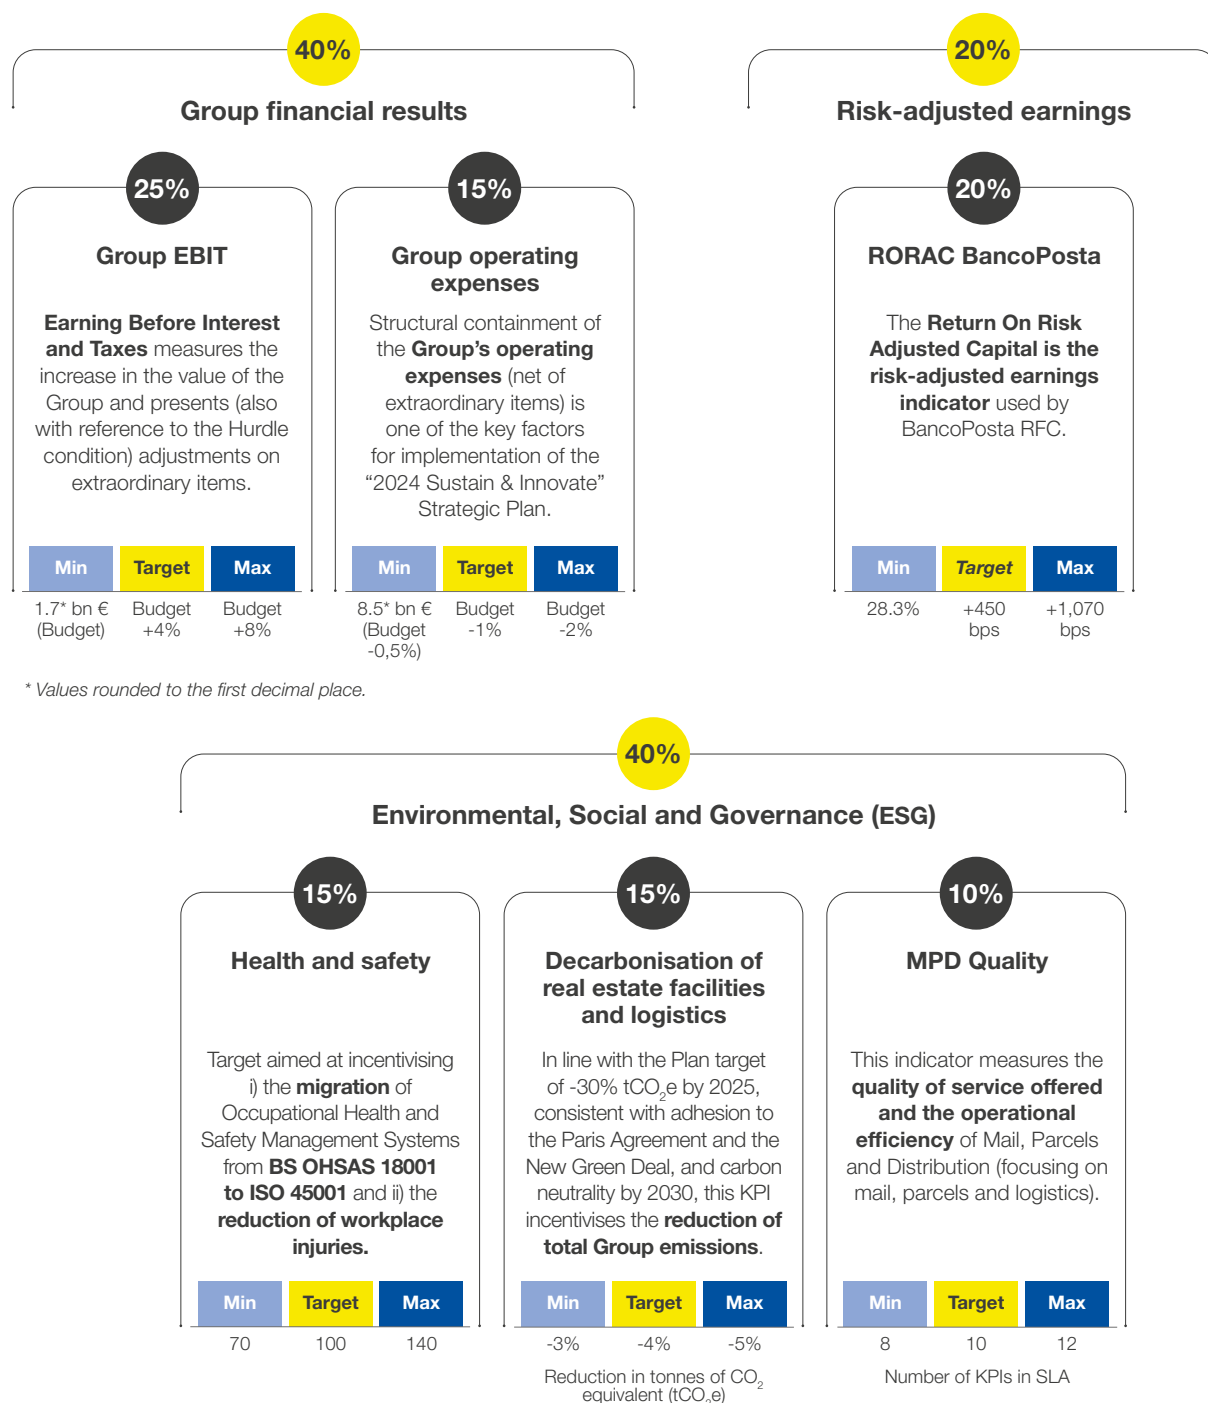 40%
Group financial results
25%
Group EBIT
Earning Before Interest
and Taxes measures the
increase in the value of the
Group and presents (also
with reference to the Hurdle
condition) adjustments on
extraordinary items.
Min Target Max
1.7* bn € Budget Budget
(Budget) +4% +8%
15%
Group operating
expenses
Structural containment of
the Group’s operating
expenses (net of
extraordinary items) is
one of the key factors
for implementation of the
“2024 Sustain & Innovate”
Strategic Plan.
Min Target Max
8.5* bn € Budget Budget
(Budget -1% -2%
-0,5%)
20%
Risk-adjusted earnings
20%
RORAC BancoPosta
The Return On Risk
Adjusted Capital is the
risk-adjusted earnings
indicator used by
BancoPosta RFC.
Min Target Max
28.3% +450 +1,070
bps bps
* Values rounded to the first decimal place.
40%
Environmental, Social and Governance (ESG)
15%
Health and safety
Target aimed at incentivising
i) the migration of
Occupational Health and
Safety Management Systems
from BS OHSAS 18001
to ISO 45001 and ii) the
reduction of workplace
injuries.
Min Target Max
70 100 140
15%
Decarbonisation of
real estate facilities
and logistics
In line with the Plan target
of -30% tCO2e by 2025,
consistent with adhesion to
the Paris Agreement and the
New Green Deal, and carbon
neutrality by 2030, this KPI
incentivises the reduction of
total Group emissions.
Min Target Max
-3% -4% -5%
Reduction in tonnes of CO2
equivalent (tCO2e)
10%
MPD Quality
This indicator measures the
quality of service offered
and the operational
efficiency of Mail, Parcels
and Distribution (focusing on
mail, parcels and logistics).
Min Target Max
8 10 12
Number of KPIs in SLA